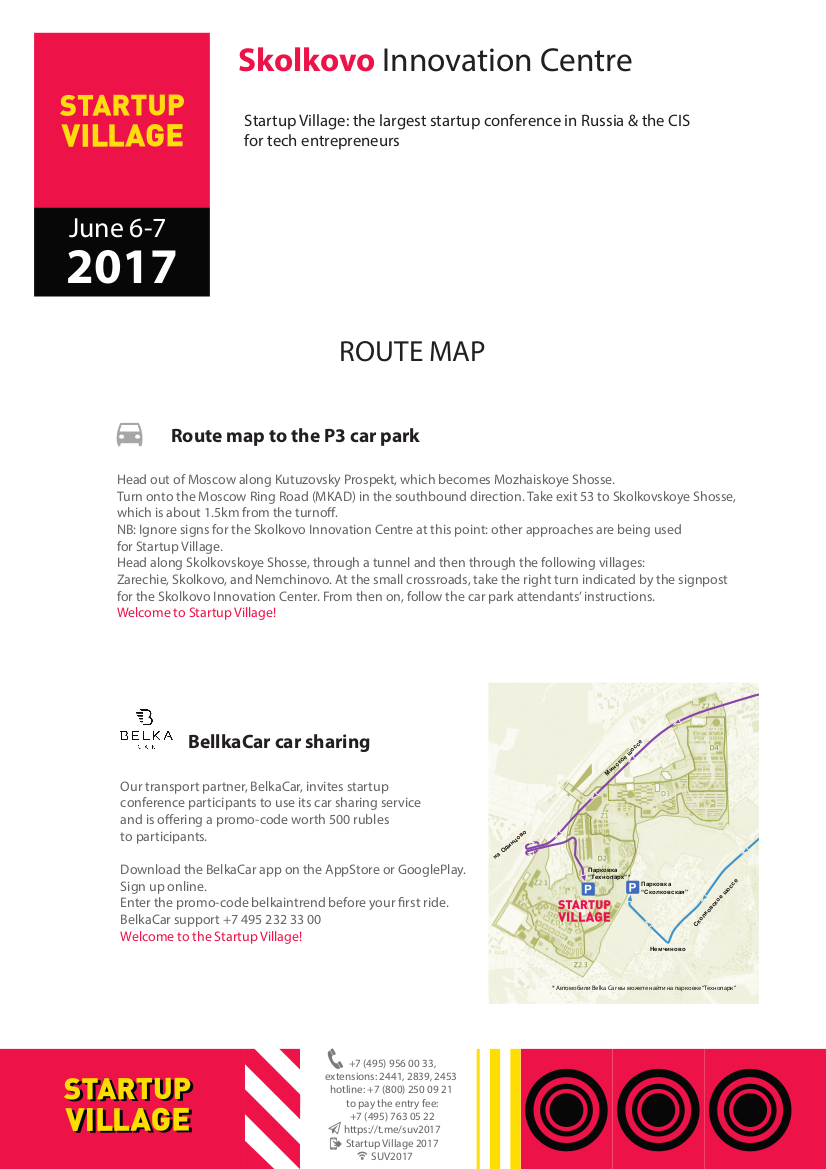 STARTUP
VILLAGE
June 6-7
2017
Skolkovo Innovation Centre
Startup Village: the largest startup conference in Russia & the CIS
for tech entrepreneurs
ROUTE MAP
Route map to the P3 car park
Head out of Moscow along Kutuzovsky Prospekt, which becomes Mozhaiskoye Shosse.
Turn onto the Moscow Ring Road (MKAD) in the southbound direction. Take exit 53 to Skolkovskoye Shosse,
which is about 1.5km from the turnoff.
NB: Ignore signs for the Skolkovo Innovation Centre at this point: other approaches are being used
for Startup Village.
Head along Skolkovskoye Shosse, through a tunnel and then through the following villages:
Zarechie, Skolkovo, and Nemchinovo. At the small crossroads, take the right turn indicated by the signpost
for the Skolkovo Innovation Center. From then on, follow the car park attendants' instructions.
Welcome to Startup Village!
BELKA
CAR
BellkaCar car sharing
Our transport partner, BelkaCar, invites startup
conference participants to use its car sharing service
and is offering a promo-code worth 500 rubles
to participants.
Download the BelkaCar app on the AppStore or GooglePlay.
Sign up online.
Enter the promo-code belkaintrend before your first ride.
BelkaCar support +7 495 232 33 00
Welcome to the Startup Village!
Z2.2
D4
Минское шоссе
D3
Z1
на Одинцово
D2
Парковка
"Технопарк"*
Z2.1
P
P
Парковка
"Сколковская"
STARTUP
VILLAGE
Сколковское шоссе
Немчиново
Z2.3
* Автомобили Belka Car вы можете найти на парковке "Технопарк"
STARTUP
VILLAGE
+7 (495) 956 00 33,
extensions: 2441, 2839, 2453
hotline: +7 (800) 250 09 21
to pay the entry fee:
+7 (495) 763 05 22
https://t.me/suv2017
Startup Village 2017
SUV2017